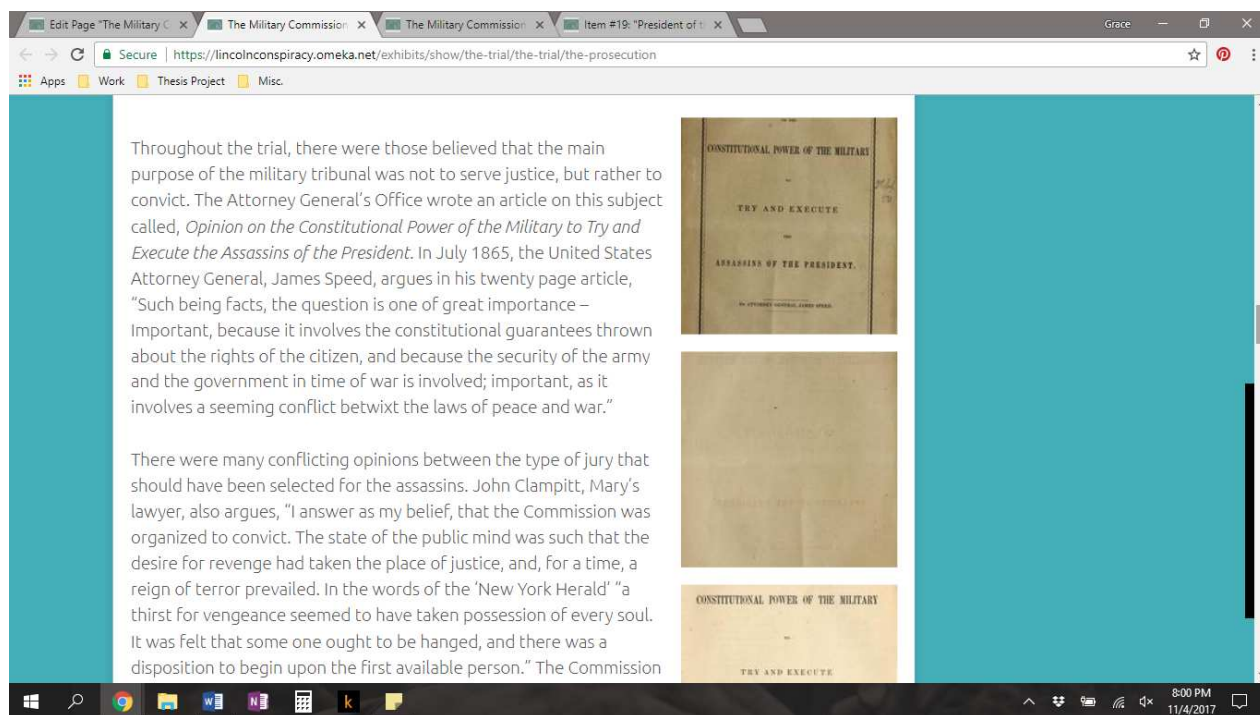 Edit Page "The Military C
The Military Commission
The Military Commission
Item #19: "President of t
Grace
Secure | https://lincolnconspiracy.omeka.net/exhibits/show/the-trial/the-trial/the-prosecution
Apps Work Thesis Project Misc.
Throughout the trial, there were those believed that the main
purpose of the military tribunal was not to serve justice, but rather to
convict. The Attorney General’s Office wrote an article on this subject
called, Opinion on the Constitutional Power of the Military to Try and
Execute the Assassins of the President. In July 1865, the United States
Attorney General, James Speed, argues in his twenty page article,
“Such being facts, the question is one of great importance –
Important, because it involves the constitutional guarantees thrown
about the rights of the citizen, and because the security of the army
and the government in time of war is involved; important, as it
involves a seeming conflict betwixt the laws of peace and war.”
There were many conflicting opinions between the type of jury that
should have been selected for the assassins. John Clampitt, Mary’s
lawyer, also argues, “I answer as my belief, that the Commission was
organized to convict. The state of the public mind was such that the
desire for revenge had taken the place of justice, and, for a time, a
reign of terror prevailed. In the words of the ‘New York Herald’ “a
thirst for vengeance seemed to have taken possession of every soul.
It was felt that some one ought to be hanged, and there was a
disposition to begin upon the first available person.” The Commission
CONSTITUTIONAL POWER OF THE MILITARY
TRY AND EXECUTE
ASSASSINS OF THE PRESIDENT.
By ATTORNEY GENERAL JAMES SPEED.
CONSTITUTIONAL POWER OF THE MILITARY
TO
TRY AND EXECUTE
8:00 PM
11/4/2017